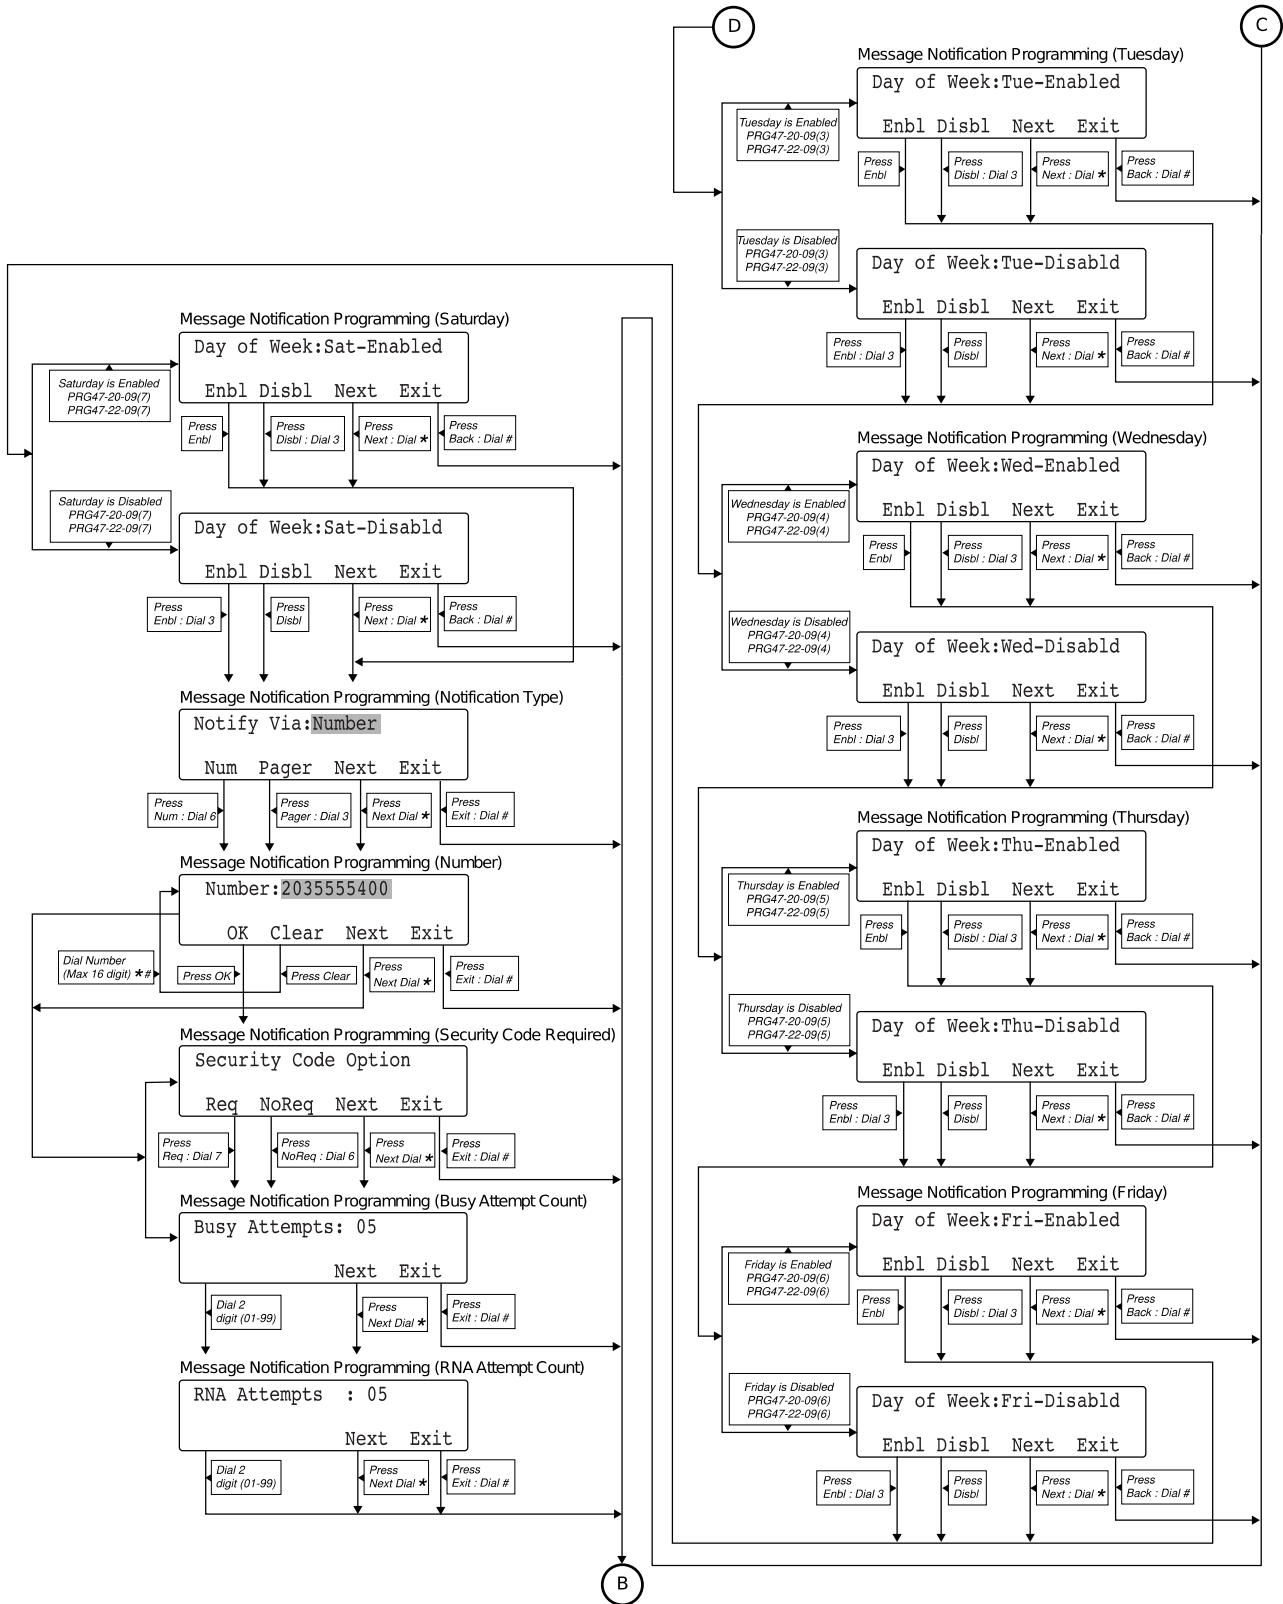 D
C
Message Notification Programming (Tuesday)
Day of Week:Tue-Enabled
Enbl Disbl Next Exit
Tuesday is Enabled
PRG47-20-09(3)
PRG47-22-09(3)
Press
Enbl
Press
Disbl : Dial 3
Press
Next : Dial *
Press
Back : Dial #
Tuesday is Disabled
PRG47-20-09(3)
PRG47-22-09(3)
Day of Week:Tue-Disabld
Enbl Disbl Next Exit
Press
Enbl : Dial 3
Press
Disbl
Press
Next : Dial *
Press
Back : Dial #
Message Notification Programming (Wednesday)
Day of Week:Wed-Enabled
Enbl Disbl Next Exit
Wednesday is Enabled
PRG47-20-09(4)
PRG47-22-09(4)
Press
Enbl
Press
Disbl : Dial 3
Press
Next : Dial *
Press
Back : Dial #
Wednesday is Disabled
PRG47-20-09(4)
PRG47-22-09(4)
Day of Week:Wed-Disabld
Enbl Disbl Next Exit
Press
Enbl : Dial 3
Press
Disbl
Press
Next : Dial *
Press
Back : Dial #
Message Notification Programming (Thursday)
Day of Week:Thu-Enabled
Enbl Disbl Next Exit
Thursday is Enabled
PRG47-20-09(5)
PRG47-22-09(5)
Press
Enbl
Press
Disbl : Dial 3
Press
Next : Dial *
Press
Back : Dial #
Thursday is Disabled
PRG47-20-09(5)
PRG47-22-09(5)
Day of Week:Thu-Disabld
Enbl Disbl Next Exit
Press
Enbl : Dial 3
Press
Disbl
Press
Next : Dial *
Press
Back : Dial #
Message Notification Programming (Friday)
Day of Week:Fri-Enabled
Enbl Disbl Next Exit
Friday is Enabled
PRG47-20-09(6)
PRG47-22-09(6)
Press
Enbl
Press
Disbl : Dial 3
Press
Next : Dial *
Press
Back : Dial #
Friday is Disabled
PRG47-20-09(6)
PRG47-22-09(6)
Day of Week:Fri-Disabld
Enbl Disbl Next Exit
Press
Enbl : Dial 3
Press
Disbl
Press
Next : Dial *
Press
Back : Dial #
Message Notification Programming (Saturday)
Day of Week:Sat-Enabled
Enbl Disbl Next Exit
Saturday is Enabled
PRG47-20-09(7)
PRG47-22-09(7)
Press
Enbl
Press
Disbl : Dial 3
Press
Next : Dial *
Press
Back : Dial #
Saturday is Disabled
PRG47-20-09(7)
PRG47-22-09(7)
Day of Week:Sat-Disabld
Enbl Disbl Next Exit
Press
Enbl : Dial 3
Press
Disbl
Press
Next : Dial *
Press
Back : Dial #
Message Notification Programming (Notification Type)
Notify Via:Number
Num Pager Next Exit
Press
Num : Dial 6
Press
Pager : Dial 3
Press
Next Dial *
Press
Exit : Dial #
Message Notification Programming (Number)
Number:2035555400
OK Clear Next Exit
Dial Number
(Max 16 digit) *#
Press OK
Press Clear
Press
Next Dial *
Press
Exit : Dial #
Message Notification Programming (Security Code Required)
Security Code Option
Req NoReq Next Exit
Press
Req : Dial 7
Press
NoReq : Dial 6
Press
Next Dial *
Press
Exit : Dial #
Message Notification Programming (Busy Attempt Count)
Busy Attempts: 05
Next Exit
Dial 2
digit (01-99)
Press
Next Dial *
Press
Exit : Dial #
Message Notification Programming (RNA Attempt Count)
RNA Attempts : 05
Next Exit
Dial 2
digit (01-99)
Press
Next Dial *
Press
Exit : Dial #
B